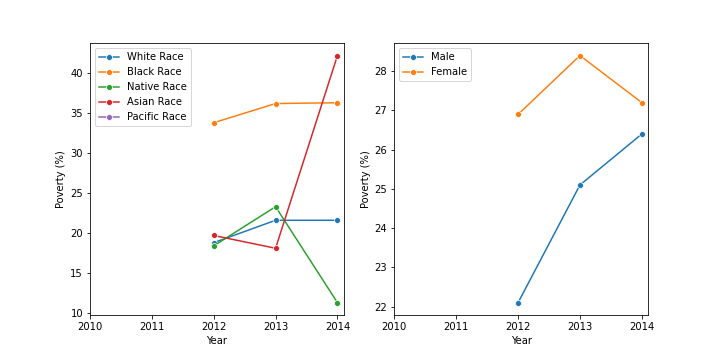 White Race
Black Race
Native Race
Asian Race
Pacific Race
40
35
30
25
20
15
10
Poverty (%)
2010 2011 2012 2013 2014
Year
Male
Female
28
27
26
25
24
23
22
Poverty (%)
2010 2011 2012 2013 2014
Year